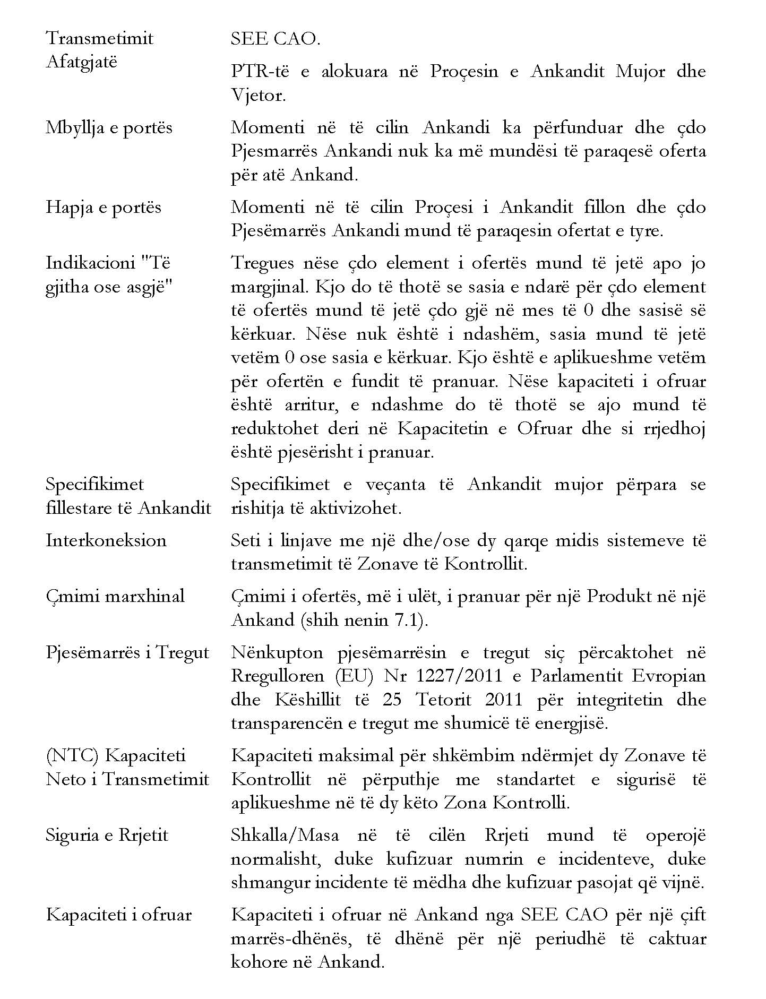 Transmetimit
Afatgjatë
SEE CAO.
PTR-të e alokuara në Proçesin e Ankandit Mujor dhe
Vjetor.
Mbyllja e portës
Momenti në të cilin Ankandi ka përfunduar dhe çdo
Pjesmarrës Ankandi nuk ka më mundësi të paraqesë oferta
për atë Ankand.
Hapja e portës
Momenti në të cilin Proçesi i Ankandit fillon dhe çdo
Pjesëmarrës Ankandi mund të paraqesin ofertat e tyre.
Indikacioni "Të
gjitha ose asgjë"
Tregues nëse çdo element i ofertës mund të jetë apo jo
margjinal. Kjo do të thotë se sasia e ndarë për çdo element
të ofertës mund të jetë çdo gjë në mes të 0 dhe sasisë së
kërkuar. Nëse nuk është i ndashëm, sasia mund të jetë
vetëm 0 ose sasia e kërkuar. Kjo është e aplikueshme vetëm
për ofertën e fundit të pranuar. Nëse kapaciteti i ofruar
është arritur, e ndashme do të thotë se ajo mund të
reduktohet deri në Kapacitetin e Ofruar dhe si rrjedhoj
është pjesërisht i pranuar.
Specifikimet
fillestare të Ankandit
Specifikimet e veçanta të Ankandit mujor përpara se
rishitja të aktivizohet.
Interkoneksion
Seti i linjave me një dhe/ose dy qarqe midis sistemeve të
transmetimit të Zonave të Kontrollit.
Çmimi marxhinal
Çmimi i ofertës, më i ulët, i pranuar për një Produkt në një
Ankand (shih nenin 7.1).
Pjesëmarrës i Tregut
Nënkupton pjesëmarrësin e tregut siç përcaktohet në
Rregulloren (EU) Nr 1227/2011 e Parlamentit Evropian
dhe Këshillit të 25 Tetorit 2011 për integritetin dhe
transparencën e tregut me shumicë të energjisë.
(NTC) Kapaciteti
Neto i Transmetimit
Kapaciteti maksimal për shkëmbim ndërmjet dy Zonave të
Kontrollit në përputhje me standartet e sigurisë të
aplikueshme në të dy këto Zona Kontrolli.
Siguria e Rrjetit
Shkalla/Masa në të cilën Rrjeti mund të operojë
normalisht, duke kufizuar numrin e incidenteve, duke
shmangur incidente të mëdha dhe kufizuar pasojat që vijnë.
Kapaciteti i ofruar
Kapaciteti i ofruar në Ankand nga SEE CAO për një çift
marrës-dhënës, të dhënë për një periudhë të caktuar
kohore në Ankand.